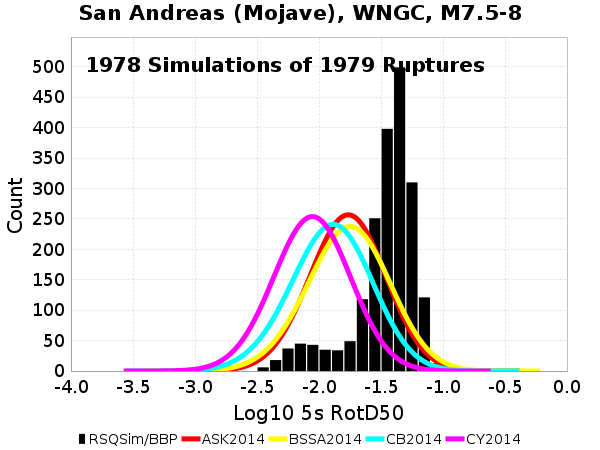 San Andreas (Mojave), WNGC, M7.5-8
1978 Simulations of 1979 Ruptures
500
450
400
350
300
250
200
150
100
50
0
Count
-4.0 -3.5 -3.0 -2.5 -2.0 -1.5 -1.0 -0.5 0.0
Log10 5s RotD50
RSQSim/BBP ASK2014 BSSA2014 CB2014 CY2014